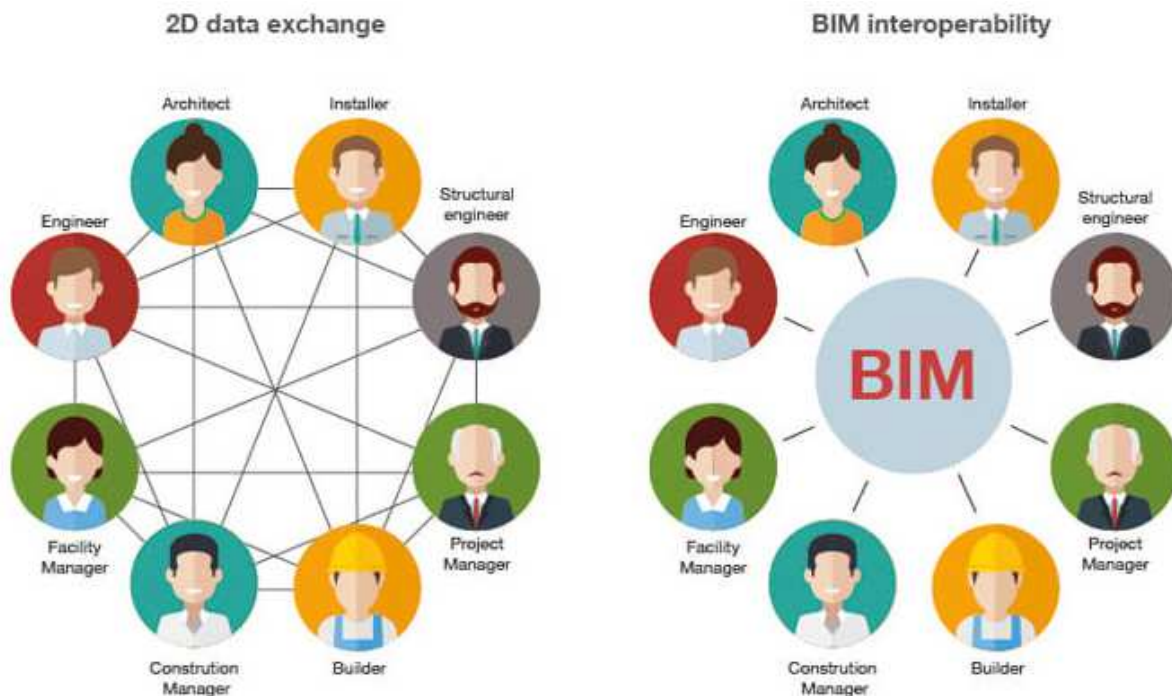 2D data exchange
Architect
Installer
Engineer
Structural
engineer
Facility
Manager
Project
Manager
Constrution
Manager
Builder
BIM interoperability
Architect
Installer
Engineer
Structural
engineer
BIM
Facility
Manager
Project
Manager
Constrution
Manager
Builder